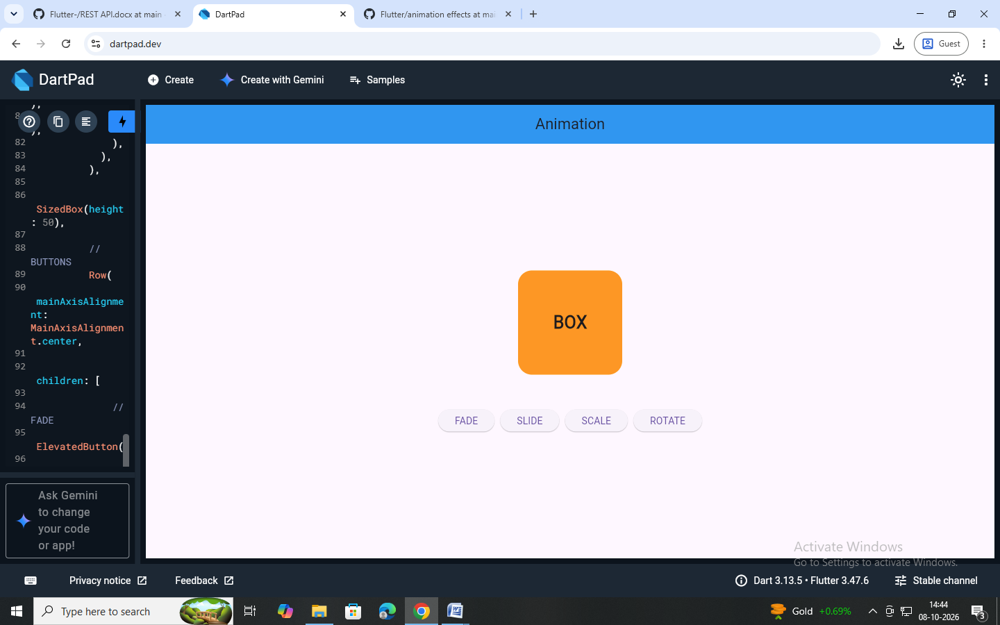 Flutter-/REST API.docx at main
DartPad
Flutter/animation effects at mai
dartpad.dev
Guest
DartPad
Create
Create with Gemini
Samples
),
),
82 ),
83 ),
84 ),
85
86
SizedBox(height
: 50),
87
88 //
BUTTONS
89 Row(
90
mainAxisAlignme
nt:
MainAxisAlignmen
t.center,
91
92
children: [
93
94 //
FADE
95
ElevatedButton(
96
Ask Gemini
to change
your code
or app!
Animation
BOX
FADE SLIDE SCALE ROTATE
Activate Windows
Go to Settings to activate Windows.
Privacy notice
Feedback
Dart 3.13.5 • Flutter 3.47.6
Stable channel
Type here to search
Gold +0.69%
14:44
08-10-2026
3